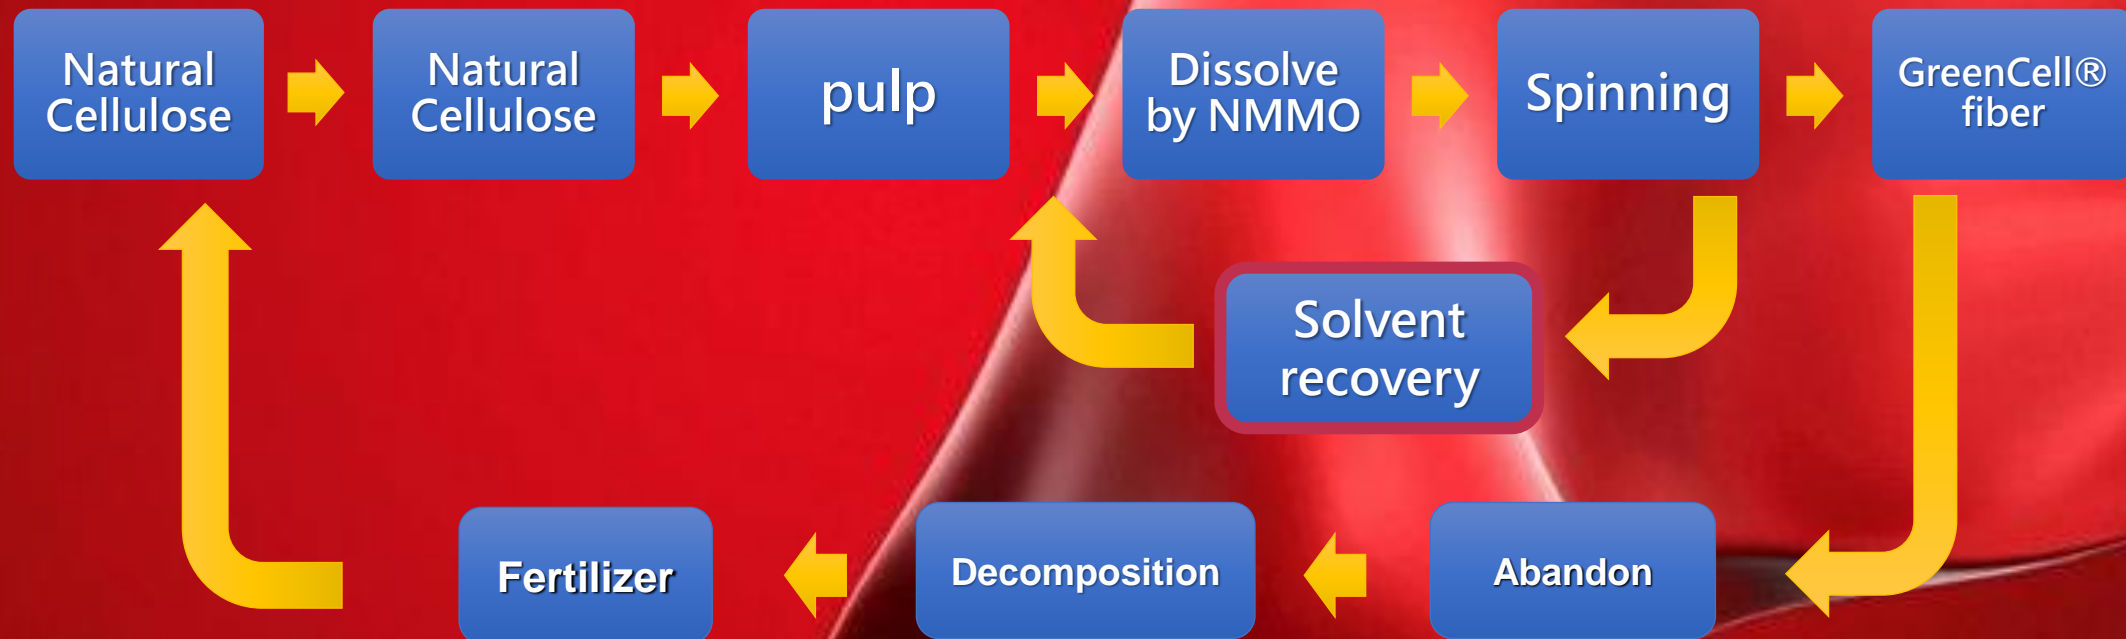 Natural
Cellulose
Natural
Cellulose
pulp
Dissolve
by NMMO
Spinning
GreenCell®
fiber
Solvent
recovery
Fertilizer
Decomposition
Abandon